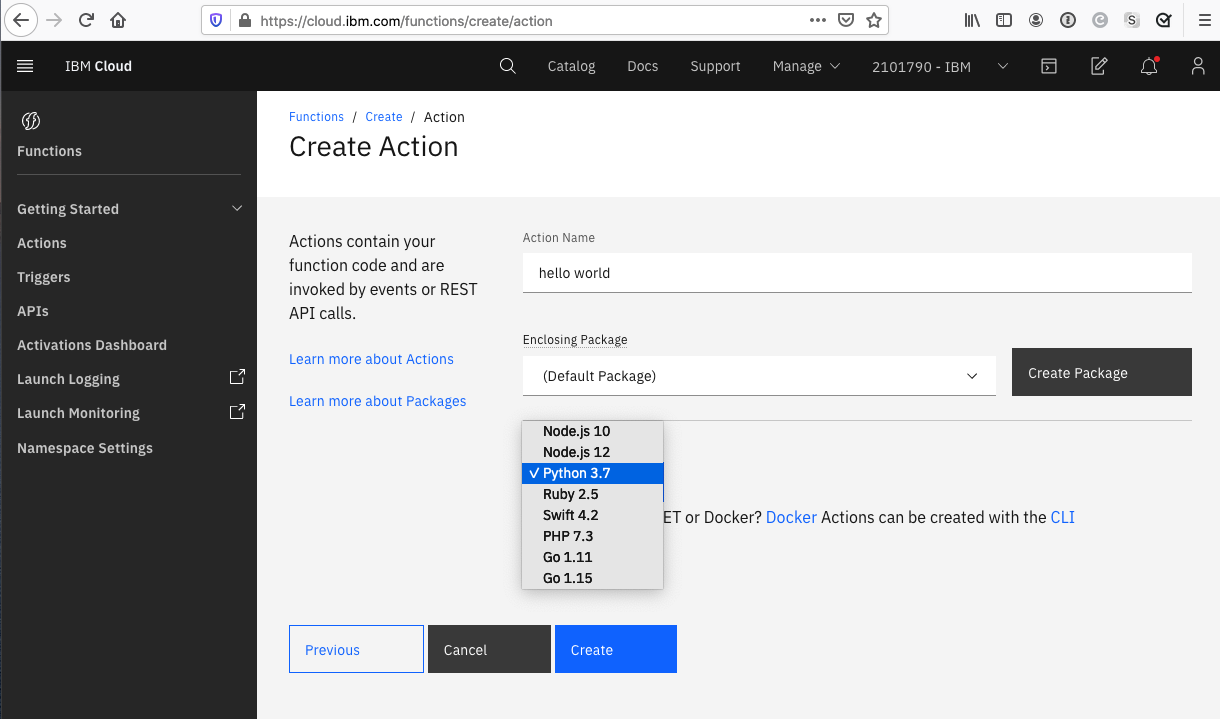 https://cloud.ibm.com/functions/create/action
IBM Cloud
Catalog
Docs
Support
Manage
2101790 - IBM
Functions
Getting Started
Actions
Triggers
APIs
Activations Dashboard
Launch Logging
Launch Monitoring
Namespace Settings
Functions / Create / Action
Create Action
Actions contain your
function code and are
invoked by events or REST
API calls.
Learn more about Actions
Learn more about Packages
Action Name
hello world
Enclosing Package
(Default Package)
Create Package
Node.js 10
Node.js 12
✓ Python 3.7
Ruby 2.5
Swift 4.2
PHP 7.3
Go 1.11
Go 1.15
ET or Docker? Docker Actions can be created with the CLI
Previous
Cancel
Create